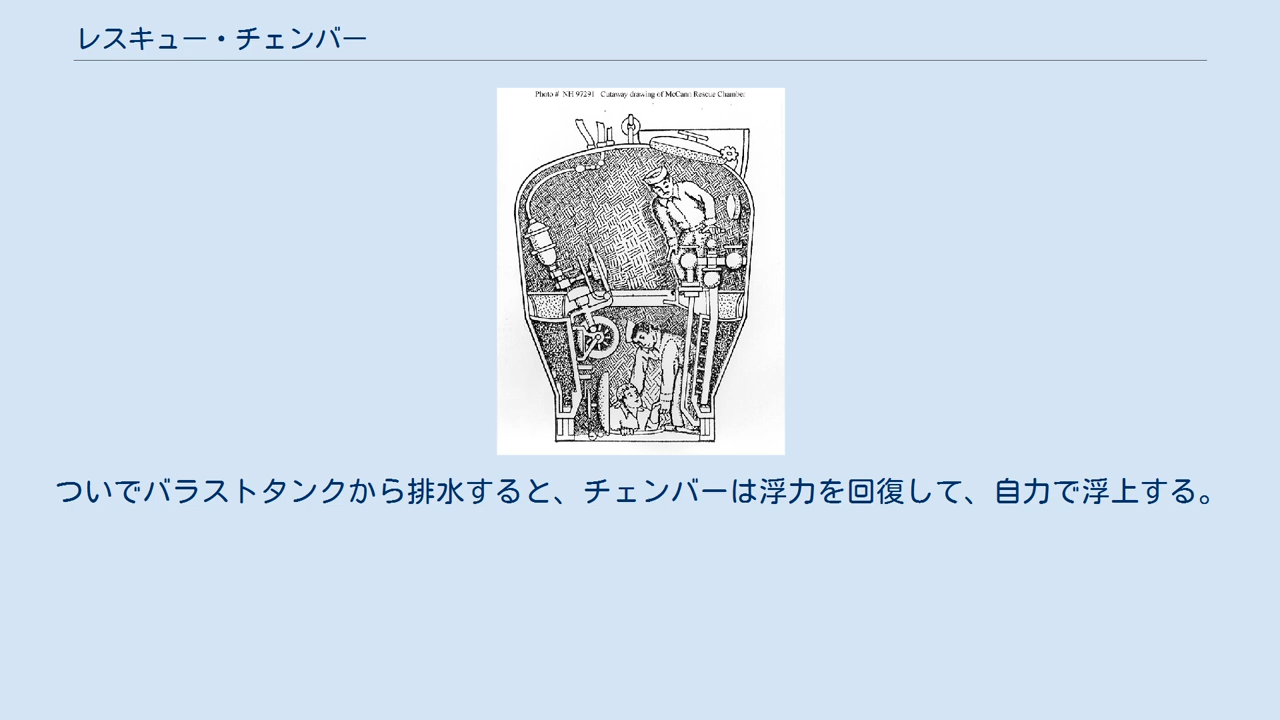 レスキュー・チェンバー
Photo # NH 97291 Cutaway drawing of McCann Rescue Chamber
ついでバラストタンクから排水すると、チェンバーは浮力を回復して、自力で浮上する。